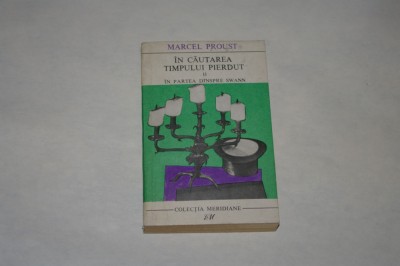 MARCEL PROUST
ÎN CĂUTAREA
TIMPULUI PIERDUT
II
ÎN PARTEA DINSPRE SWANN
COLECȚIA MERIDIANE